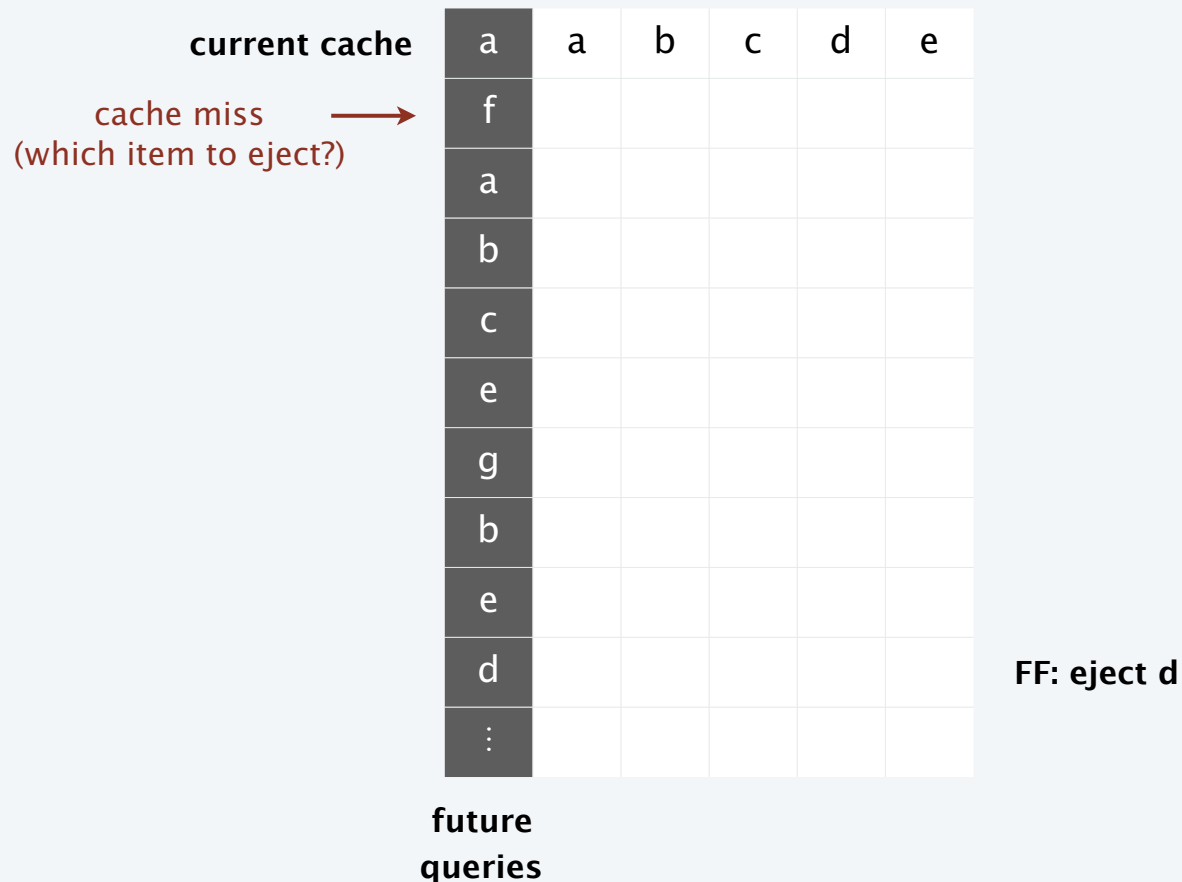 current cache a a b c d e
cache miss f
(which item to eject?)
a
b
c
e
g
b
e
d FF: eject d
⋮
future
queries